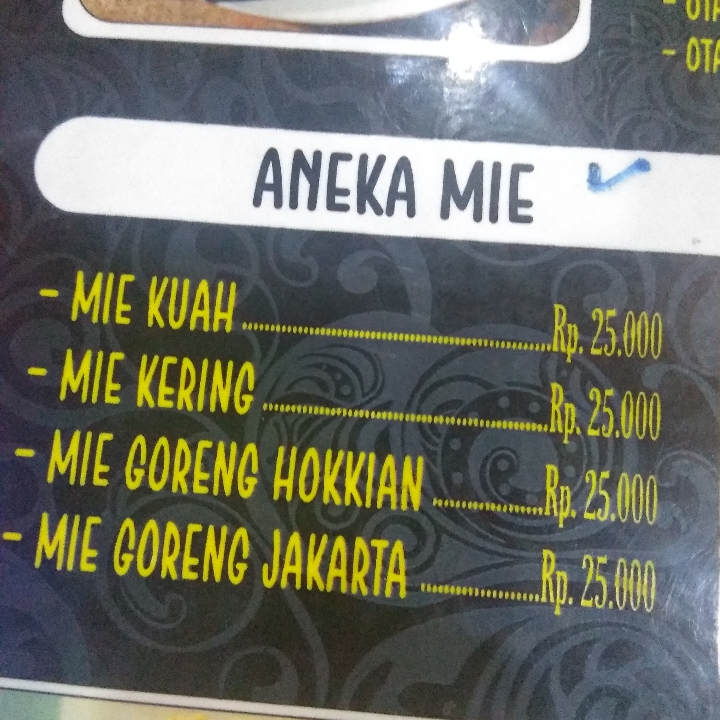 ANEKA MIE
- MIE KUAH..........Rp. 25.000
- MIE KERING..........Rp. 25.000
- MIE GORENG HOKKIAN..........Rp. 25.000
- MIE GORENG JAKARTA..........Rp. 25.000